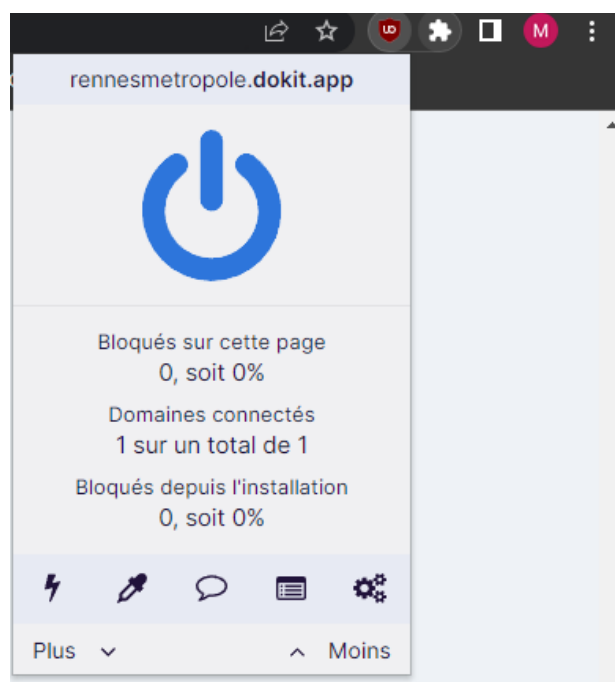 M
rennesmetropole.dokit.app
Bloqués sur cette page
0, soit 0%
Domaines connectés
1 sur un total de 1
Bloqués depuis l'installation
0, soit 0%
Plus Moins